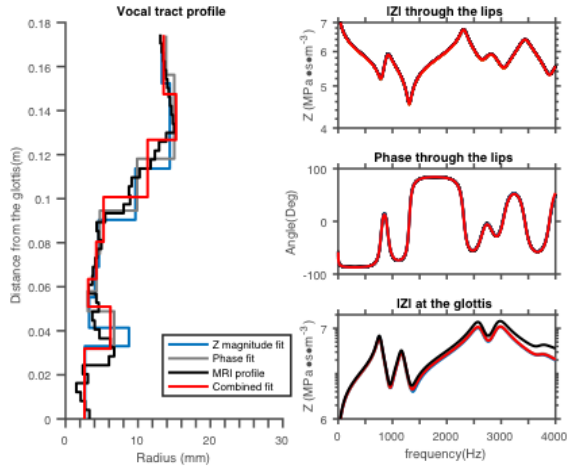 Vocal tract profile
0.18
0.16
0.14
0.12
0.1
0.08
0.06
0.04
0.02
0
Distance from the glottis(m)
0 10 15 20 30
Radius (mm)
Z magnitude fit
Phase fit
MRI profile
Combined fit
IZI through the lips
7
6
5
4
Z (MPa•s•m⁻³)
Phase through the lips
100
0
-100
Angle(Deg)
IZI at the glottis
7
6
Z (MPa•s•m⁻³)
0 1000 2000 3000 4000
frequency(Hz)